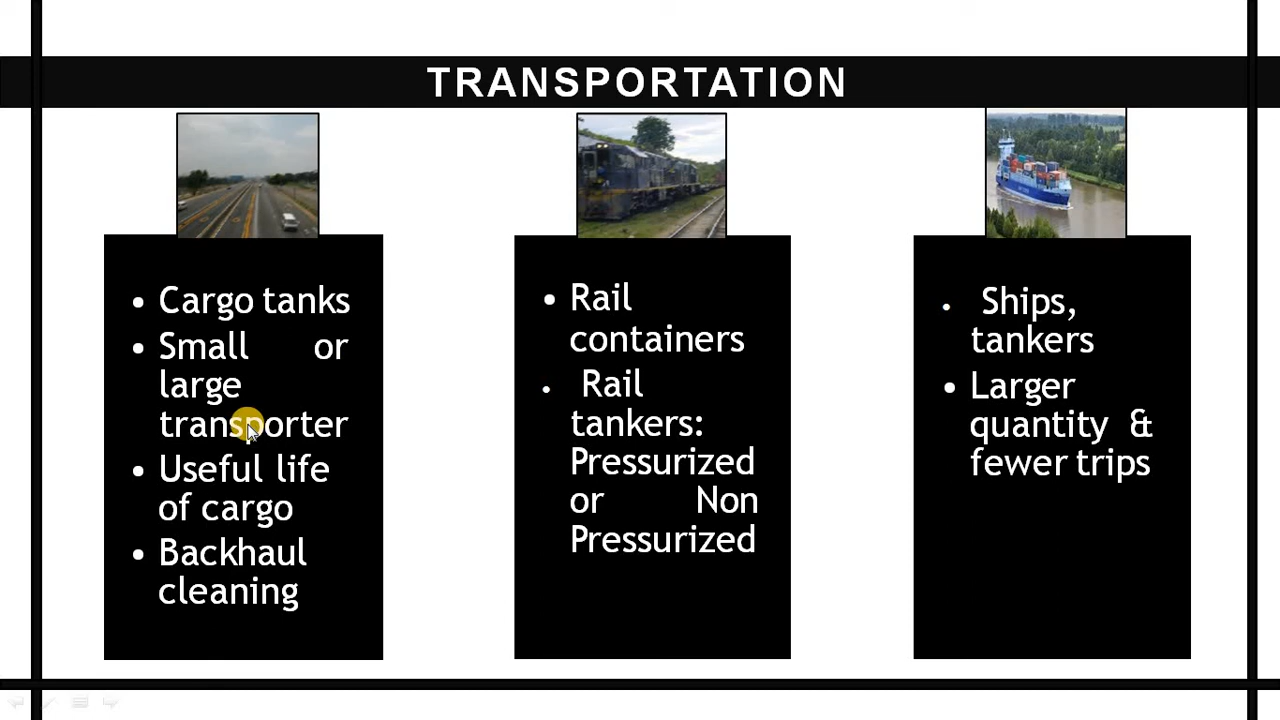 TRANSPORTATION
• Cargo tanks
• Small or
large
transporter
• Useful life
of cargo
• Backhaul
cleaning
• Rail
containers
• Rail
tankers:
Pressurized
or Non
Pressurized
• Ships,
tankers
• Larger
quantity &
fewer trips